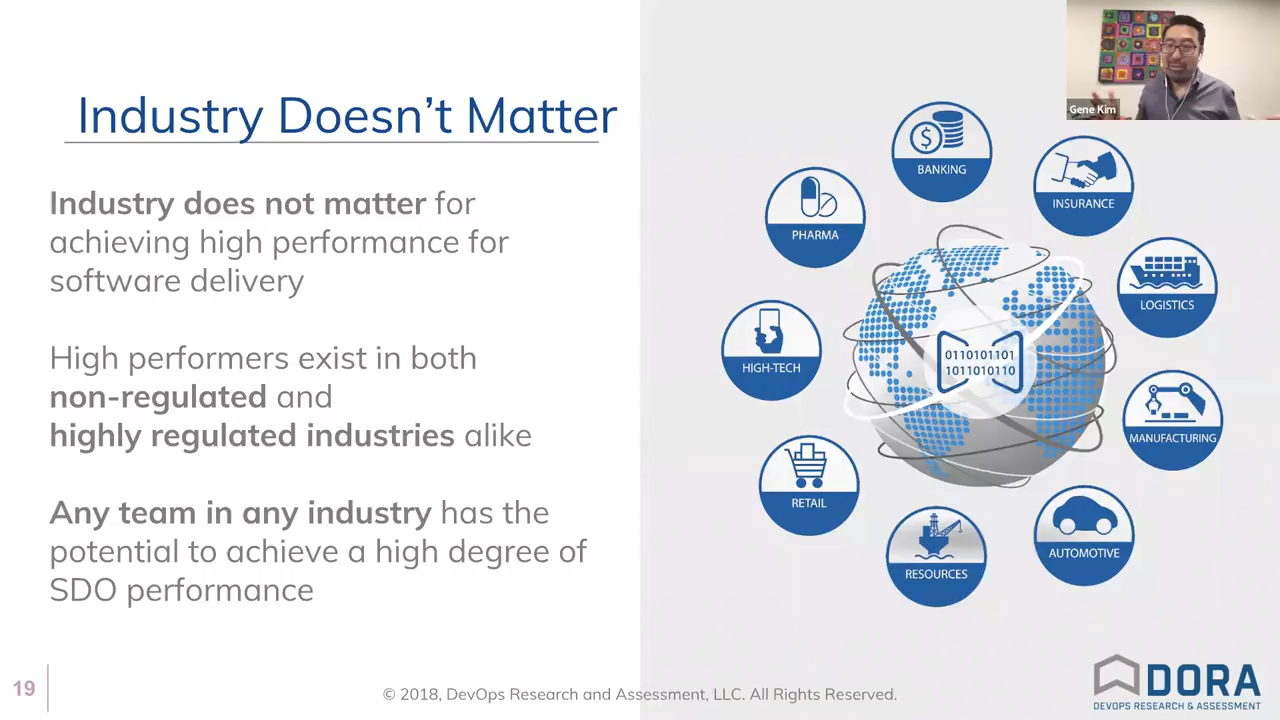 Industry Doesn't Matter
Industry does not matter for
achieving high performance for
software delivery
High performers exist in both
non-regulated and
highly regulated industries alike
Any team in any industry has the
potential to achieve a high degree of
SDO performance
BANKING
INSURANCE
PHARMA
LOGISTICS
HIGH-TECH
0110101101
1011010110
MANUFACTURING
RETAIL
AUTOMOTIVE
RESOURCES
Gene Kim
19
© 2018, DevOps Research and Assessment, LLC. All Rights Reserved.
DORA
DEVOPS RESEARCH & ASSESSMENT